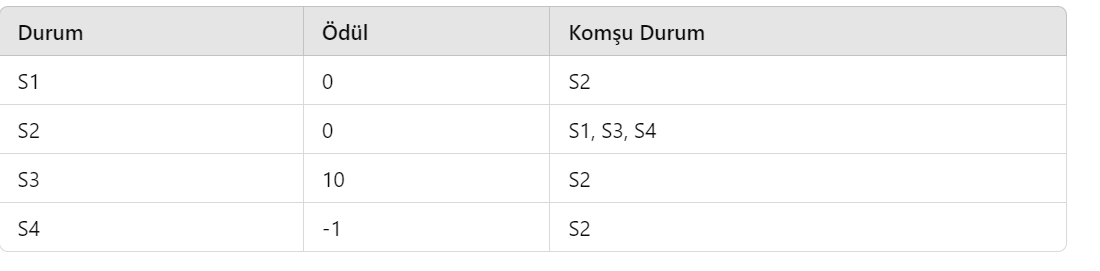 Durum Ödül Komşu Durum
S1 0 S2
S2 0 S1, S3, S4
S3 10 S2
S4 -1 S2